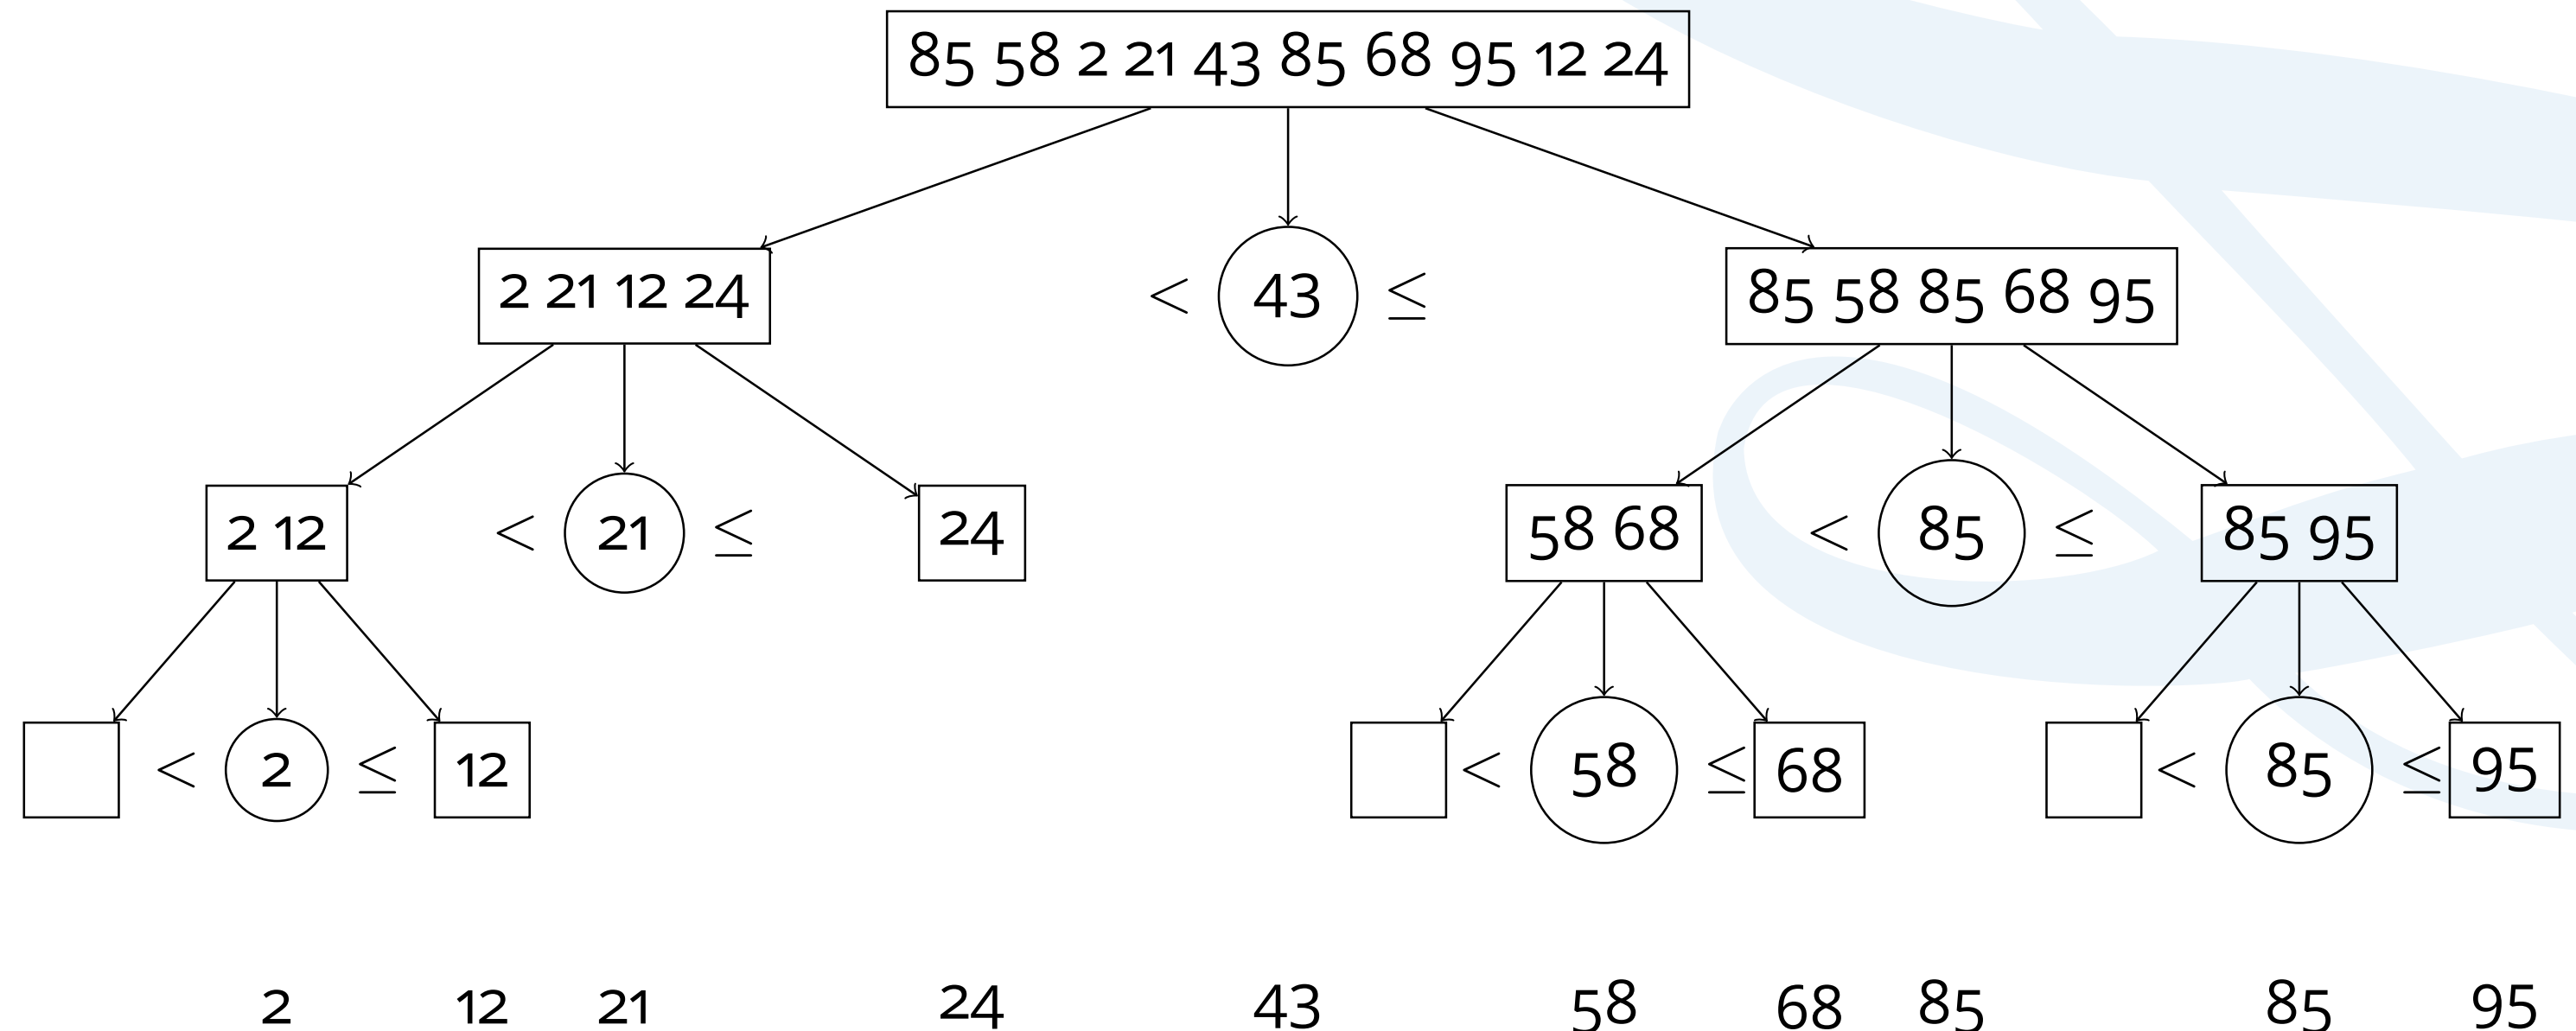 85 58 2 21 43 85 68 95 12 24
2 21 12 24 < 43 ≤ 85 58 85 68 95
2 12 < 21 ≤ 24 58 68 < 85 ≤ 85 95
< 2 ≤ 12 < 58 ≤ 68 < 85 ≤ 95
2 12 21 24 43 58 68 85 85 95